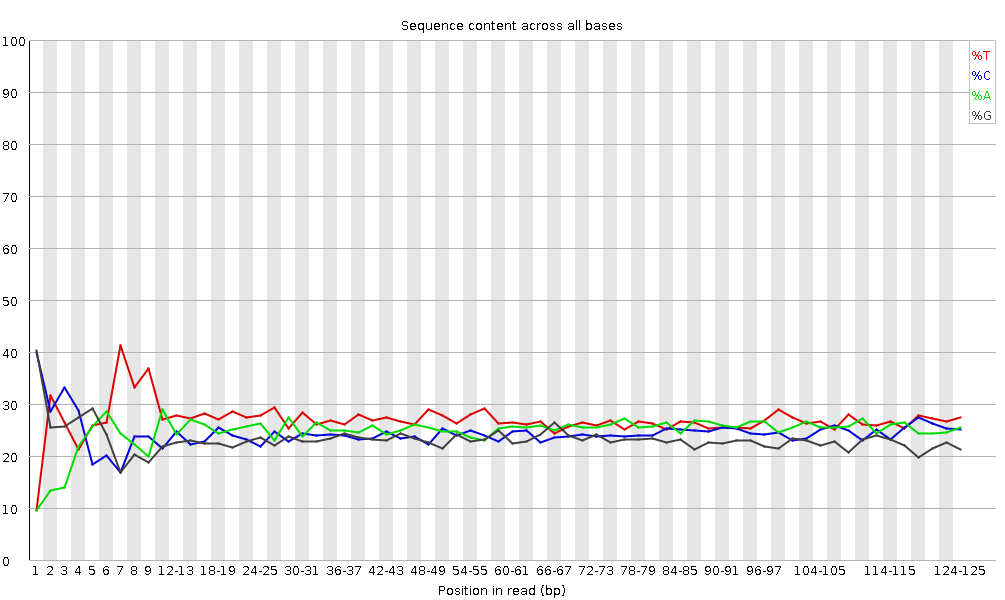 Sequence content across all bases
100
90
80
70
60
50
40
30
20
10
0
%T
%C
%A
%G
1 2 3 4 5 6 7 8 9 12-13 18-19 24-25 30-31 36-37 42-43 48-49 54-55 60-61 66-67 72-73 78-79 84-85 90-91 96-97 104-105 114-115 124-125
Position in read (bp)